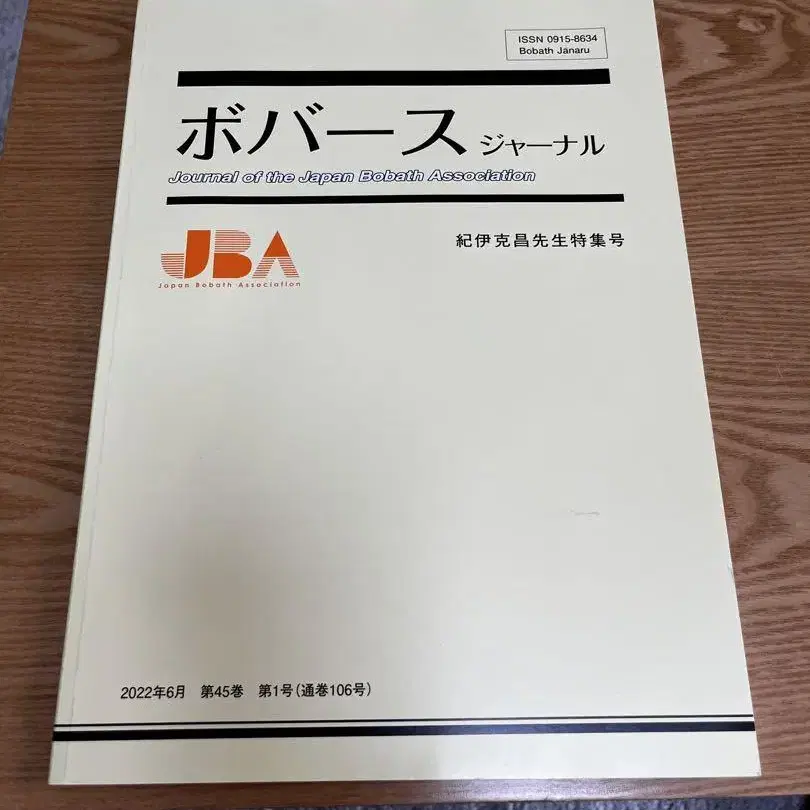 ISSN 0915-8634
Bobath Janaru
ボバース ジャーナル
Journal of the Japan Bobath Association
JBA
Japan Bobath Association
紀伊克昌先生特集号
2022年6月 第45巻 第1号(通巻106号)